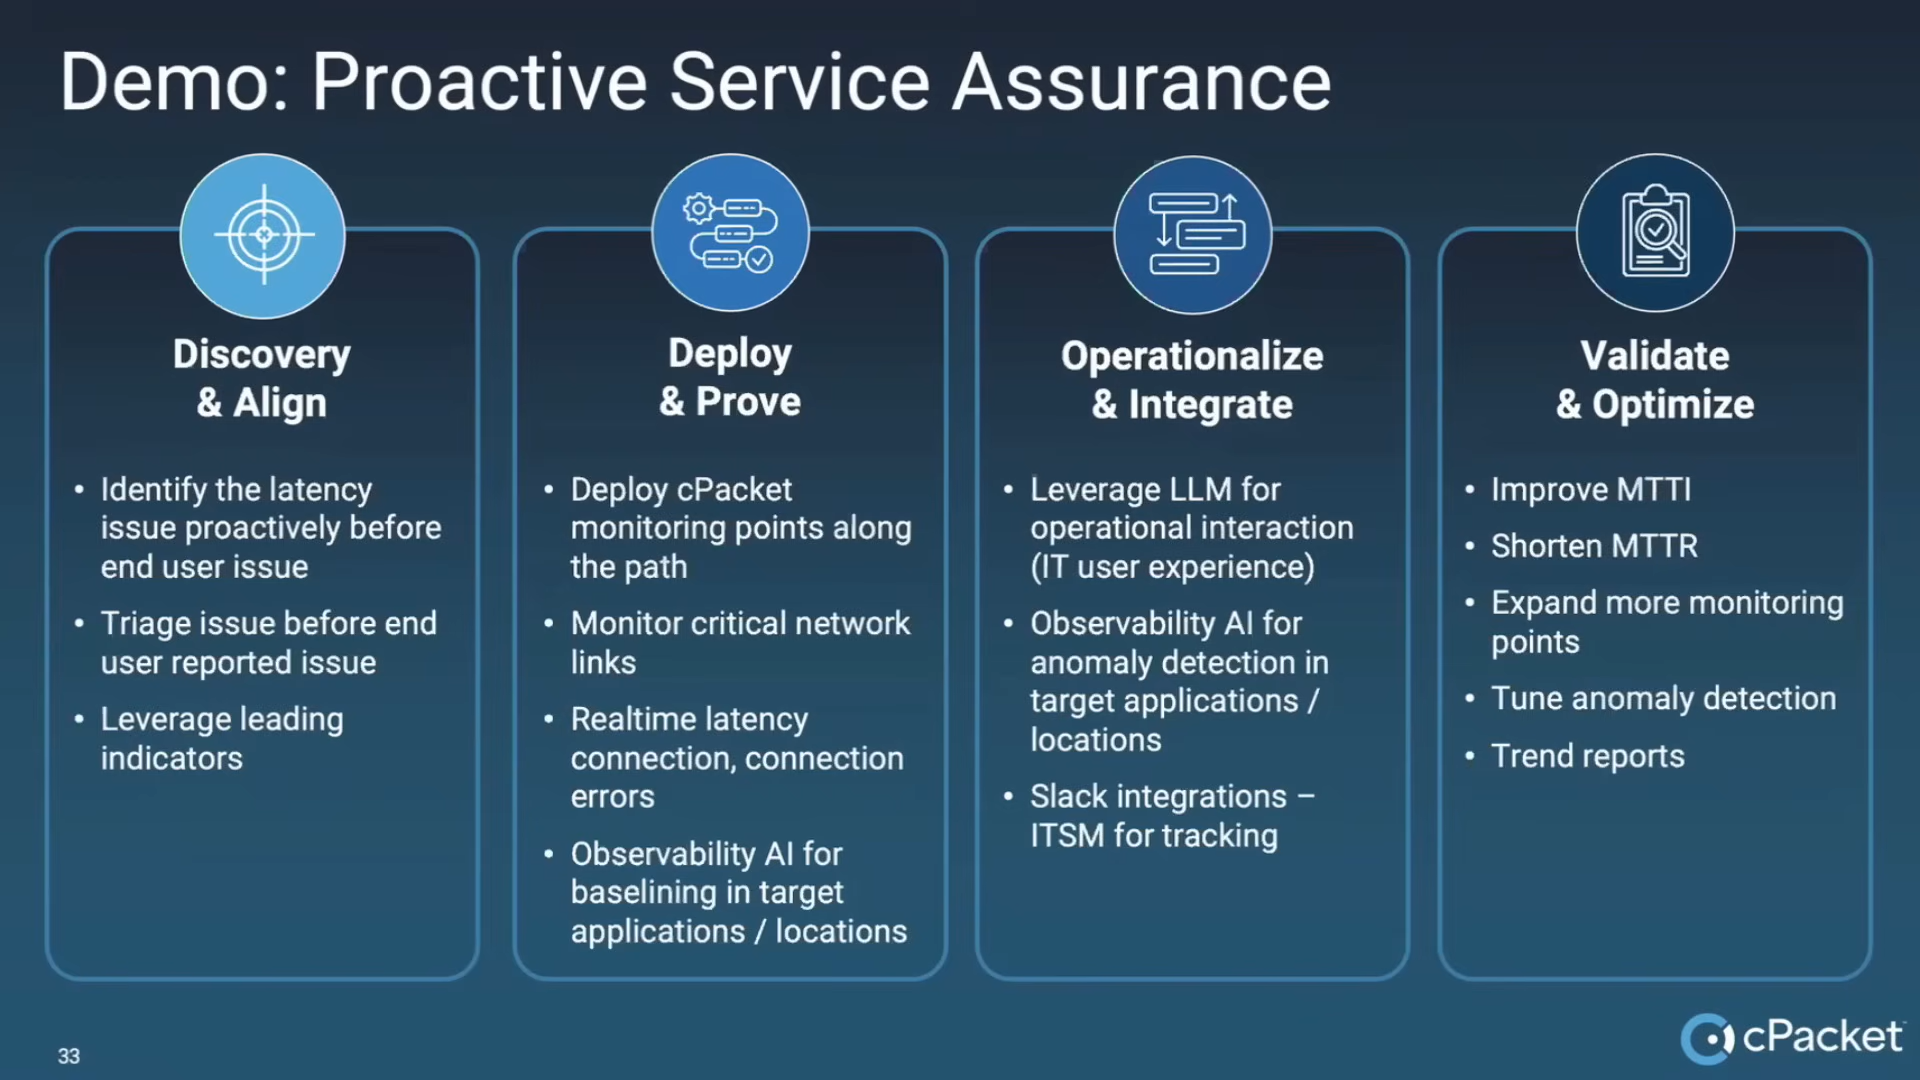 Demo: Proactive Service Assurance
Discovery
& Align
• Identify the latency
issue proactively before
end user issue
• Triage issue before end
user reported issue
• Leverage leading
indicators
Deploy
& Prove
• Deploy cPacket
monitoring points along
the path
• Monitor critical network
links
• Realtime latency
connection, connection
errors
• Observability AI for
baselining in target
applications / locations
Operationalize
& Integrate
• Leverage LLM for
operational interaction
(IT user experience)
• Observability AI for
anomaly detection in
target applications /
locations
• Slack integrations –
ITSM for tracking
Validate
& Optimize
• Improve MTTI
• Shorten MTTR
• Expand more monitoring
points
• Tune anomaly detection
• Trend reports
33
cPacket